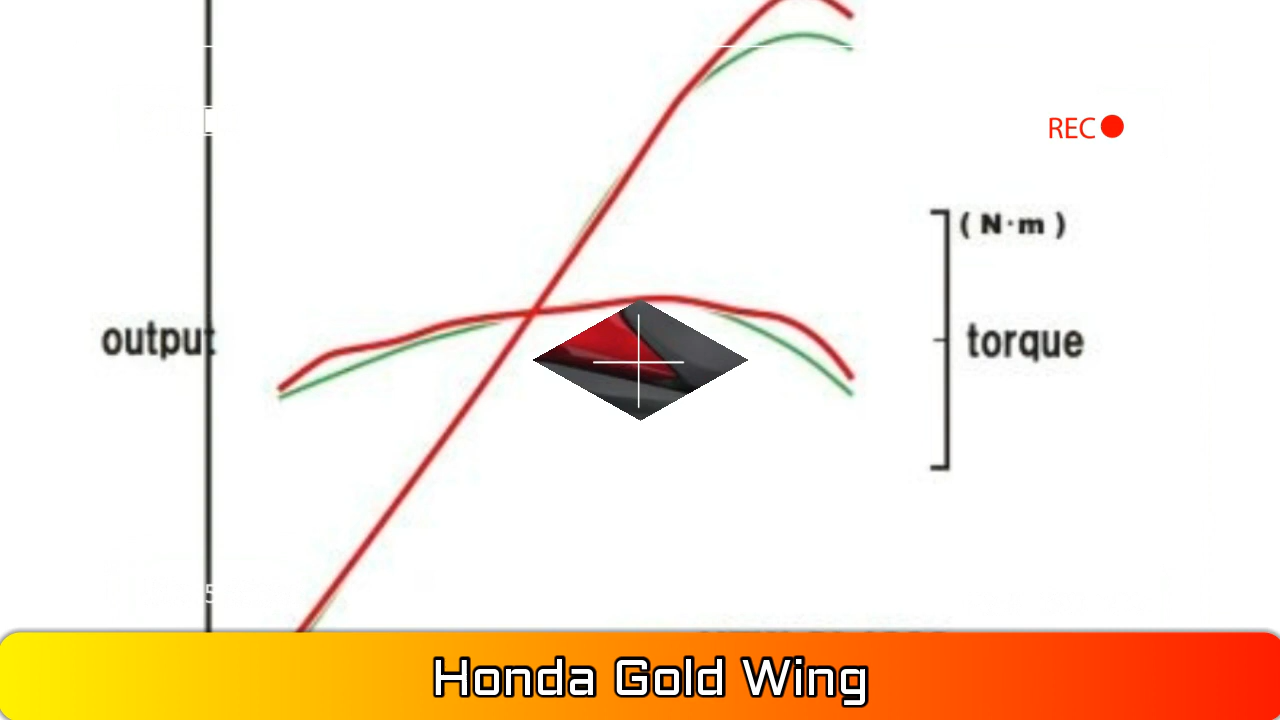 REC
( N·m )
output
torque
Honda Gold Wing